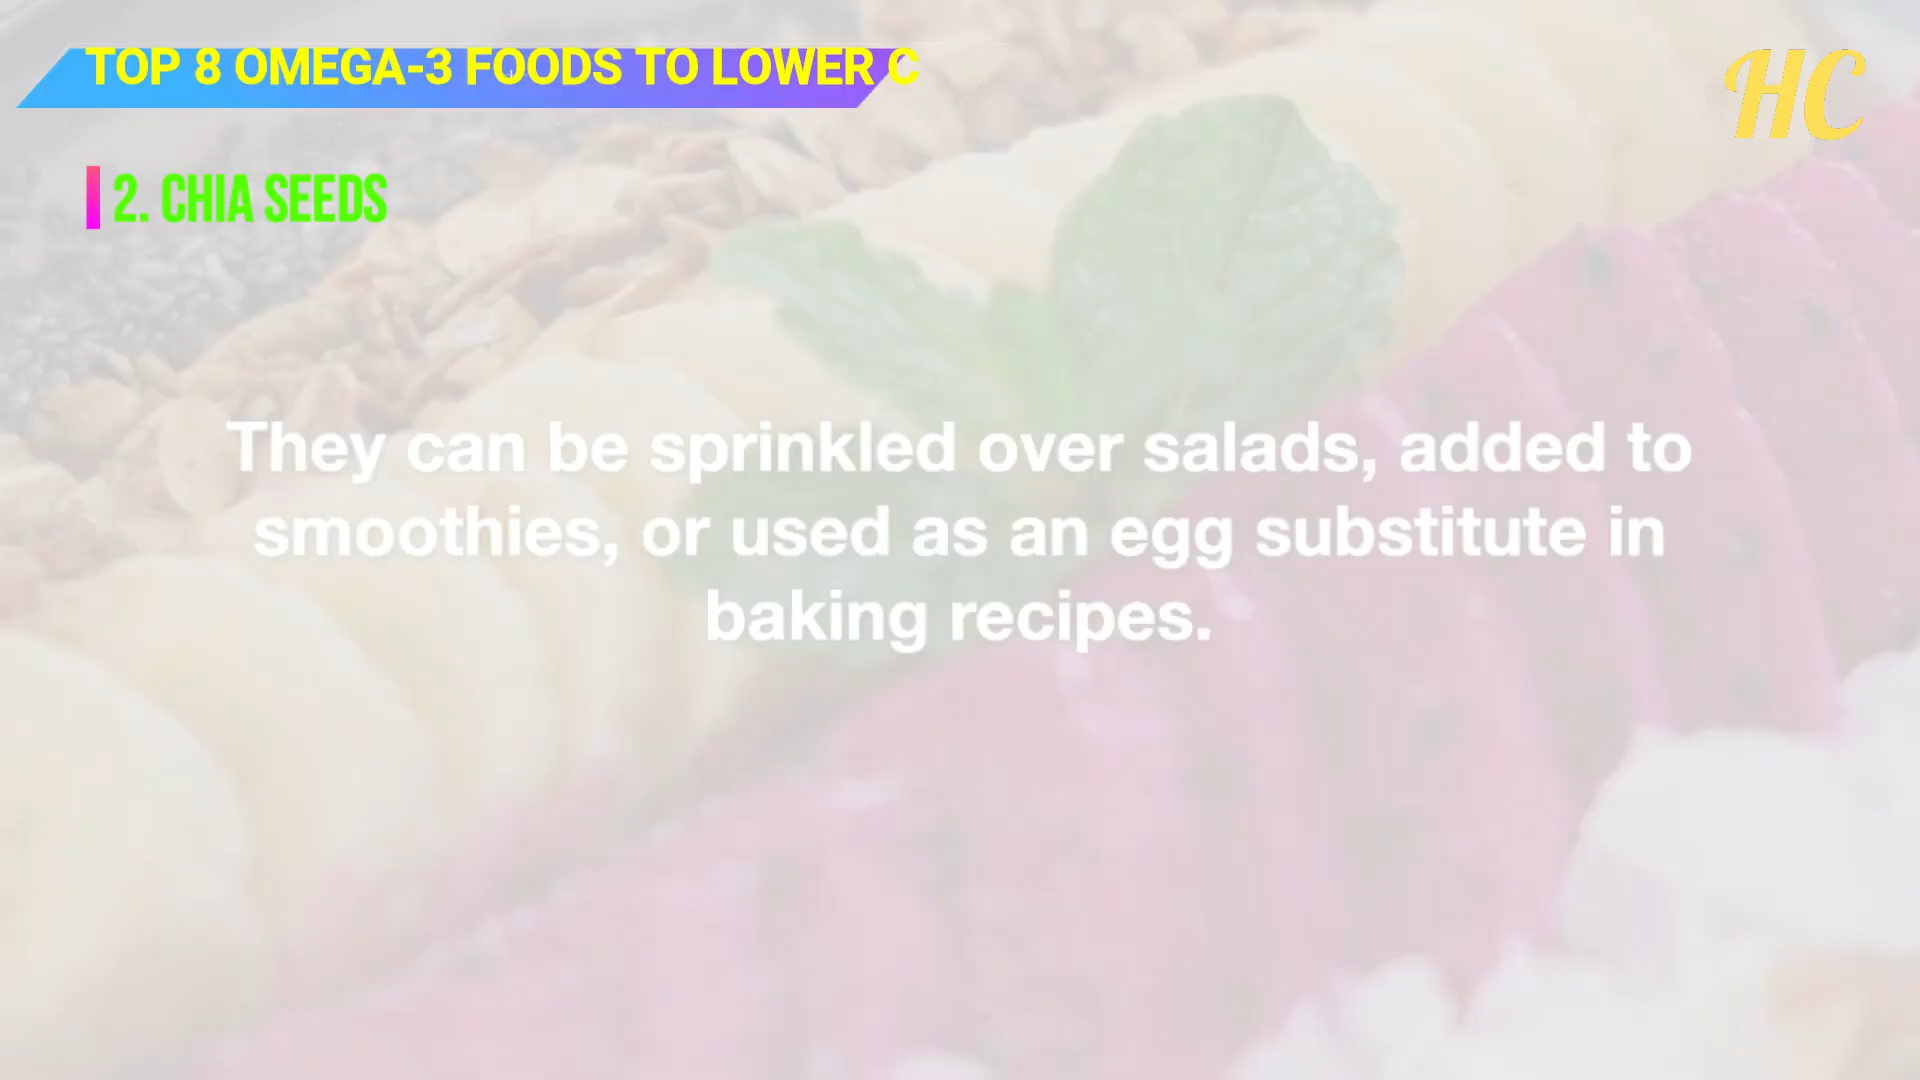 TOP 8 OMEGA-3 FOODS TO LOWER C
HC
2. CHIA SEEDS
They can be sprinkled over salads, added to
smoothies, or used as an egg substitute in
baking recipes.